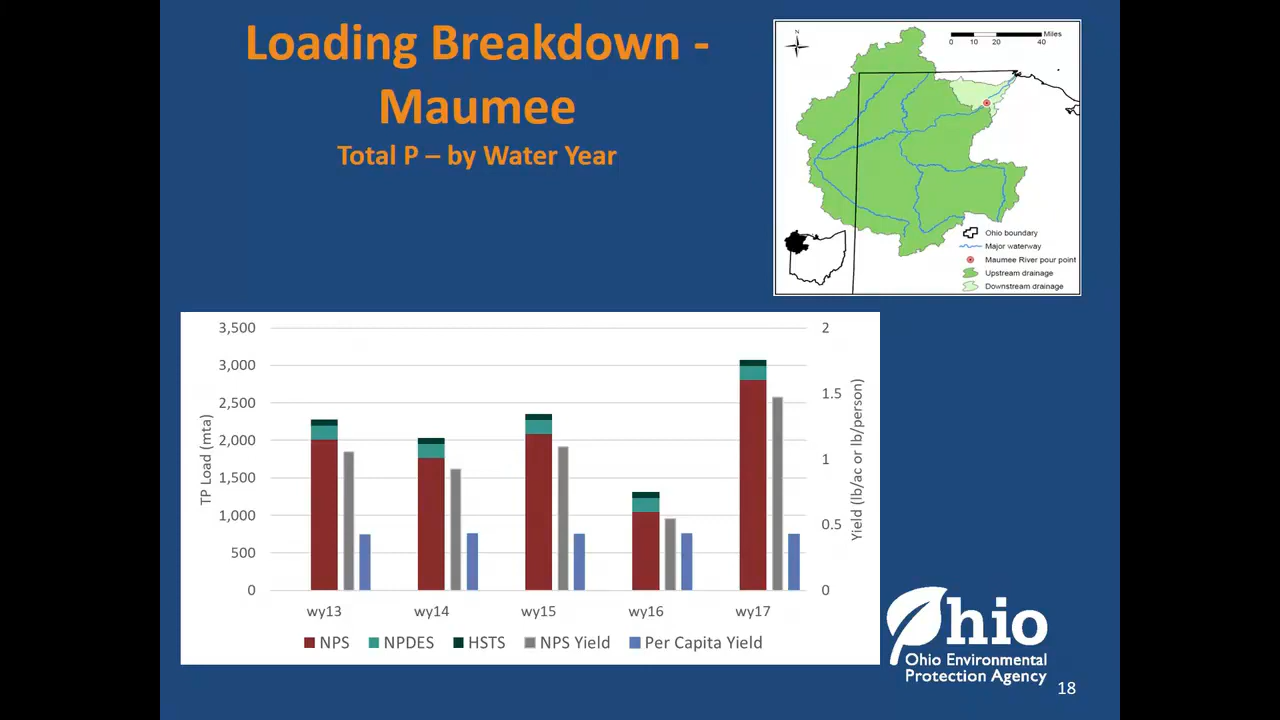 Loading Breakdown -
Maumee
Total P – by Water Year
N
Miles
0 10 20 40
Ohio boundary
Major waterway
Maumee River pour point
Upstream drainage
Downstream drainage
TP Load (mta)
3,500
3,000
2,500
2,000
1,500
1,000
500
0
2
1.5
1
0.5
0
Yield (lb/ac or lb/person)
wy13 wy14 wy15 wy16 wy17
NPS NPDES HSTS NPS Yield Per Capita Yield
Ohio
Ohio Environmental
Protection Agency
18